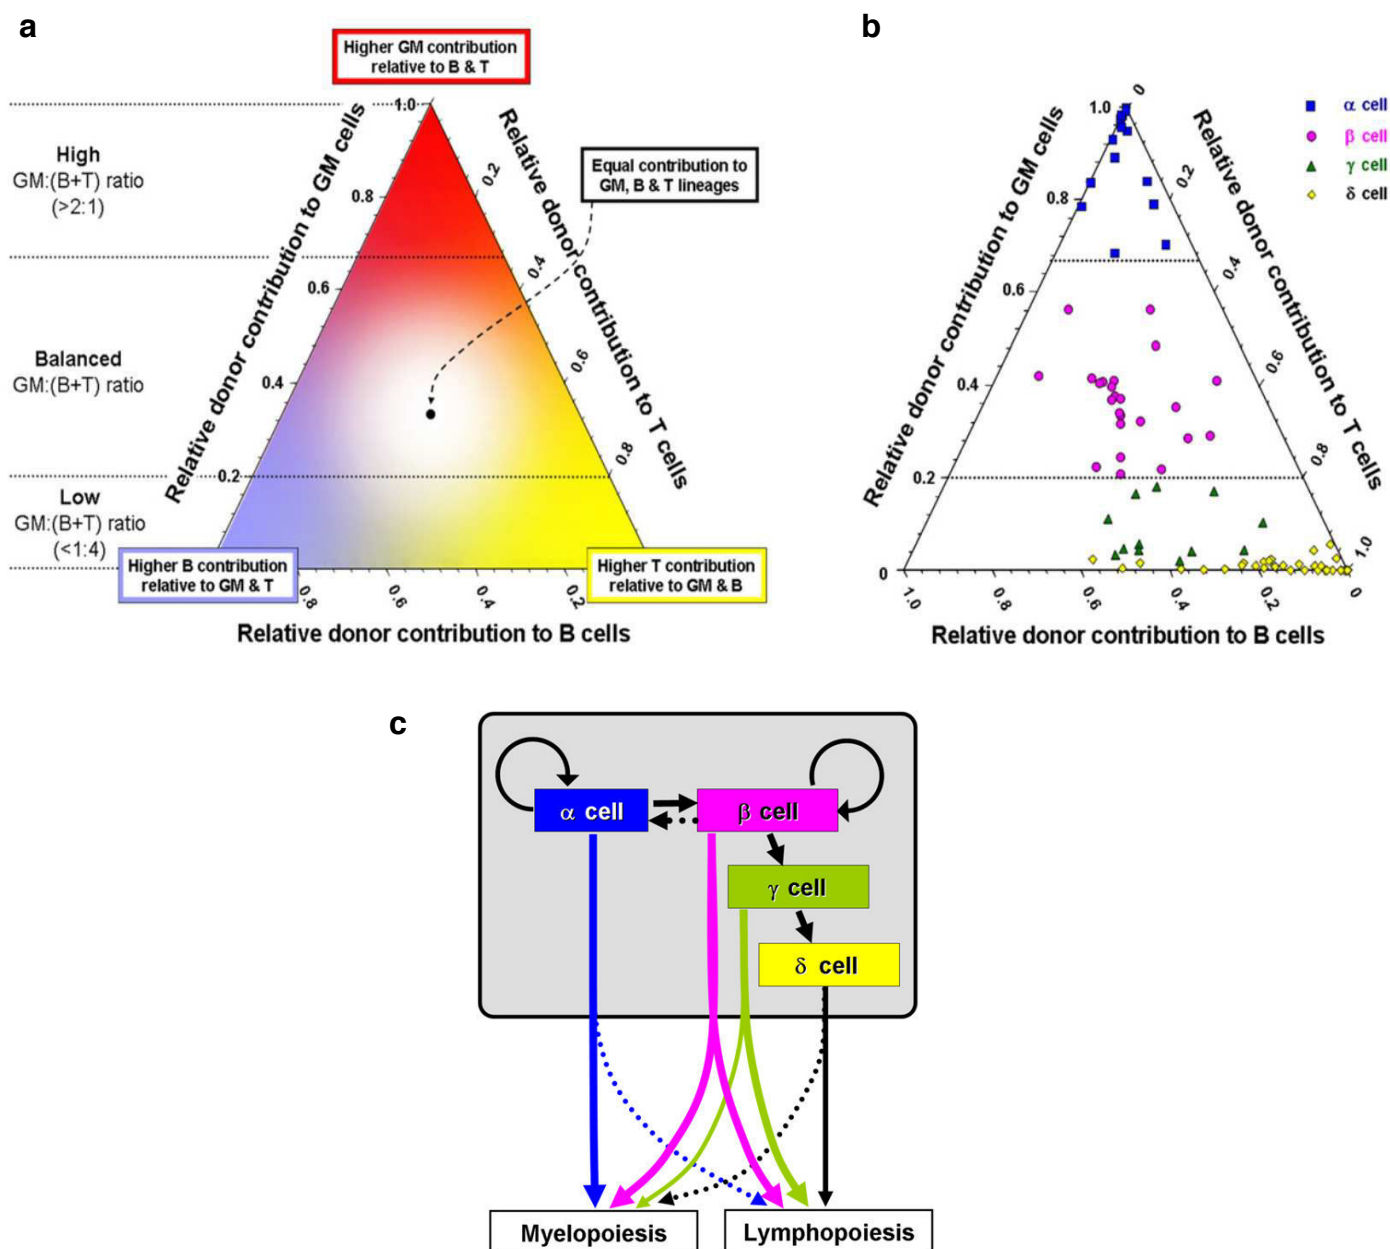 a
Higher GM contribution
relative to B & T
High
GM:(B+T) ratio
(>2:1)
Balanced
GM:(B+T) ratio
Low
GM:(B+T) ratio
(<1:4)
Relative donor contribution to GM cells
1.0
0.8
0.6
0.4
0.2
Relative donor contribution to T cells
0.2
0.4
0.6
0.8
Equal contribution to
GM, B & T lineages
Higher B contribution
relative to GM & T
Higher T contribution
relative to GM & B
0.8
0.6
0.4
0.2
Relative donor contribution to B cells
b
Relative donor contribution to GM cells
1.0
0.8
0.6
0.4
0.2
0
Relative donor contribution to T cells
0
0.2
0.4
0.6
0.8
1.0
α cell
β cell
γ cell
δ cell
1.0
0.8
0.6
0.4
0.2
0
Relative donor contribution to B cells
c
α cell
β cell
γ cell
δ cell
Myelopoiesis
Lymphopoiesis